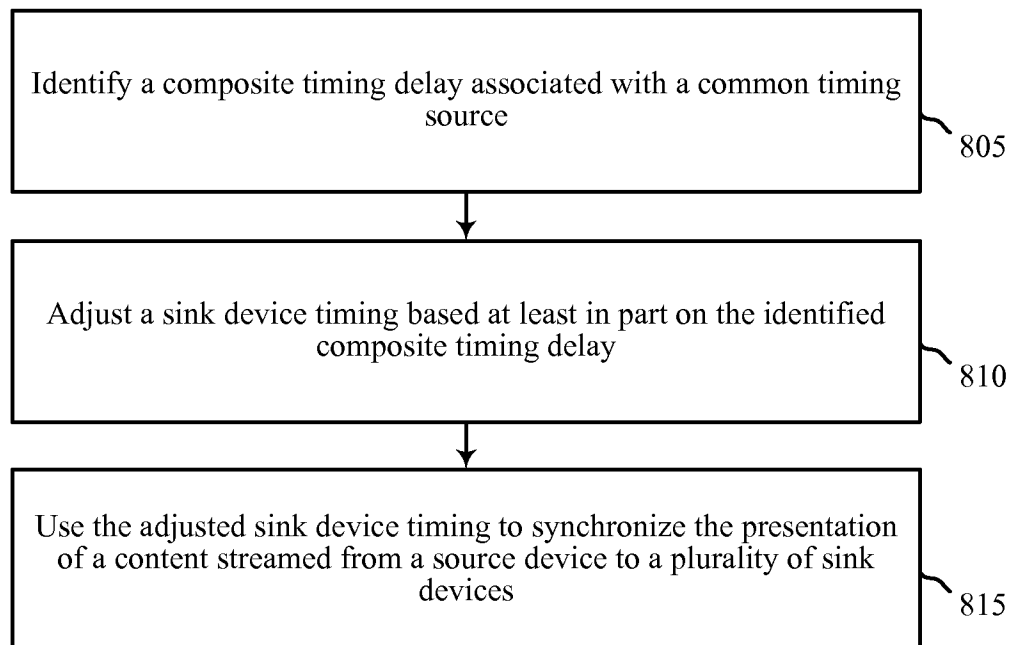 Identify a composite timing delay associated with a common timing
source
805
Adjust a sink device timing based at least in part on the identified
composite timing delay
810
Use the adjusted sink device timing to synchronize the presentation
of a content streamed from a source device to a plurality of sink
devices
815